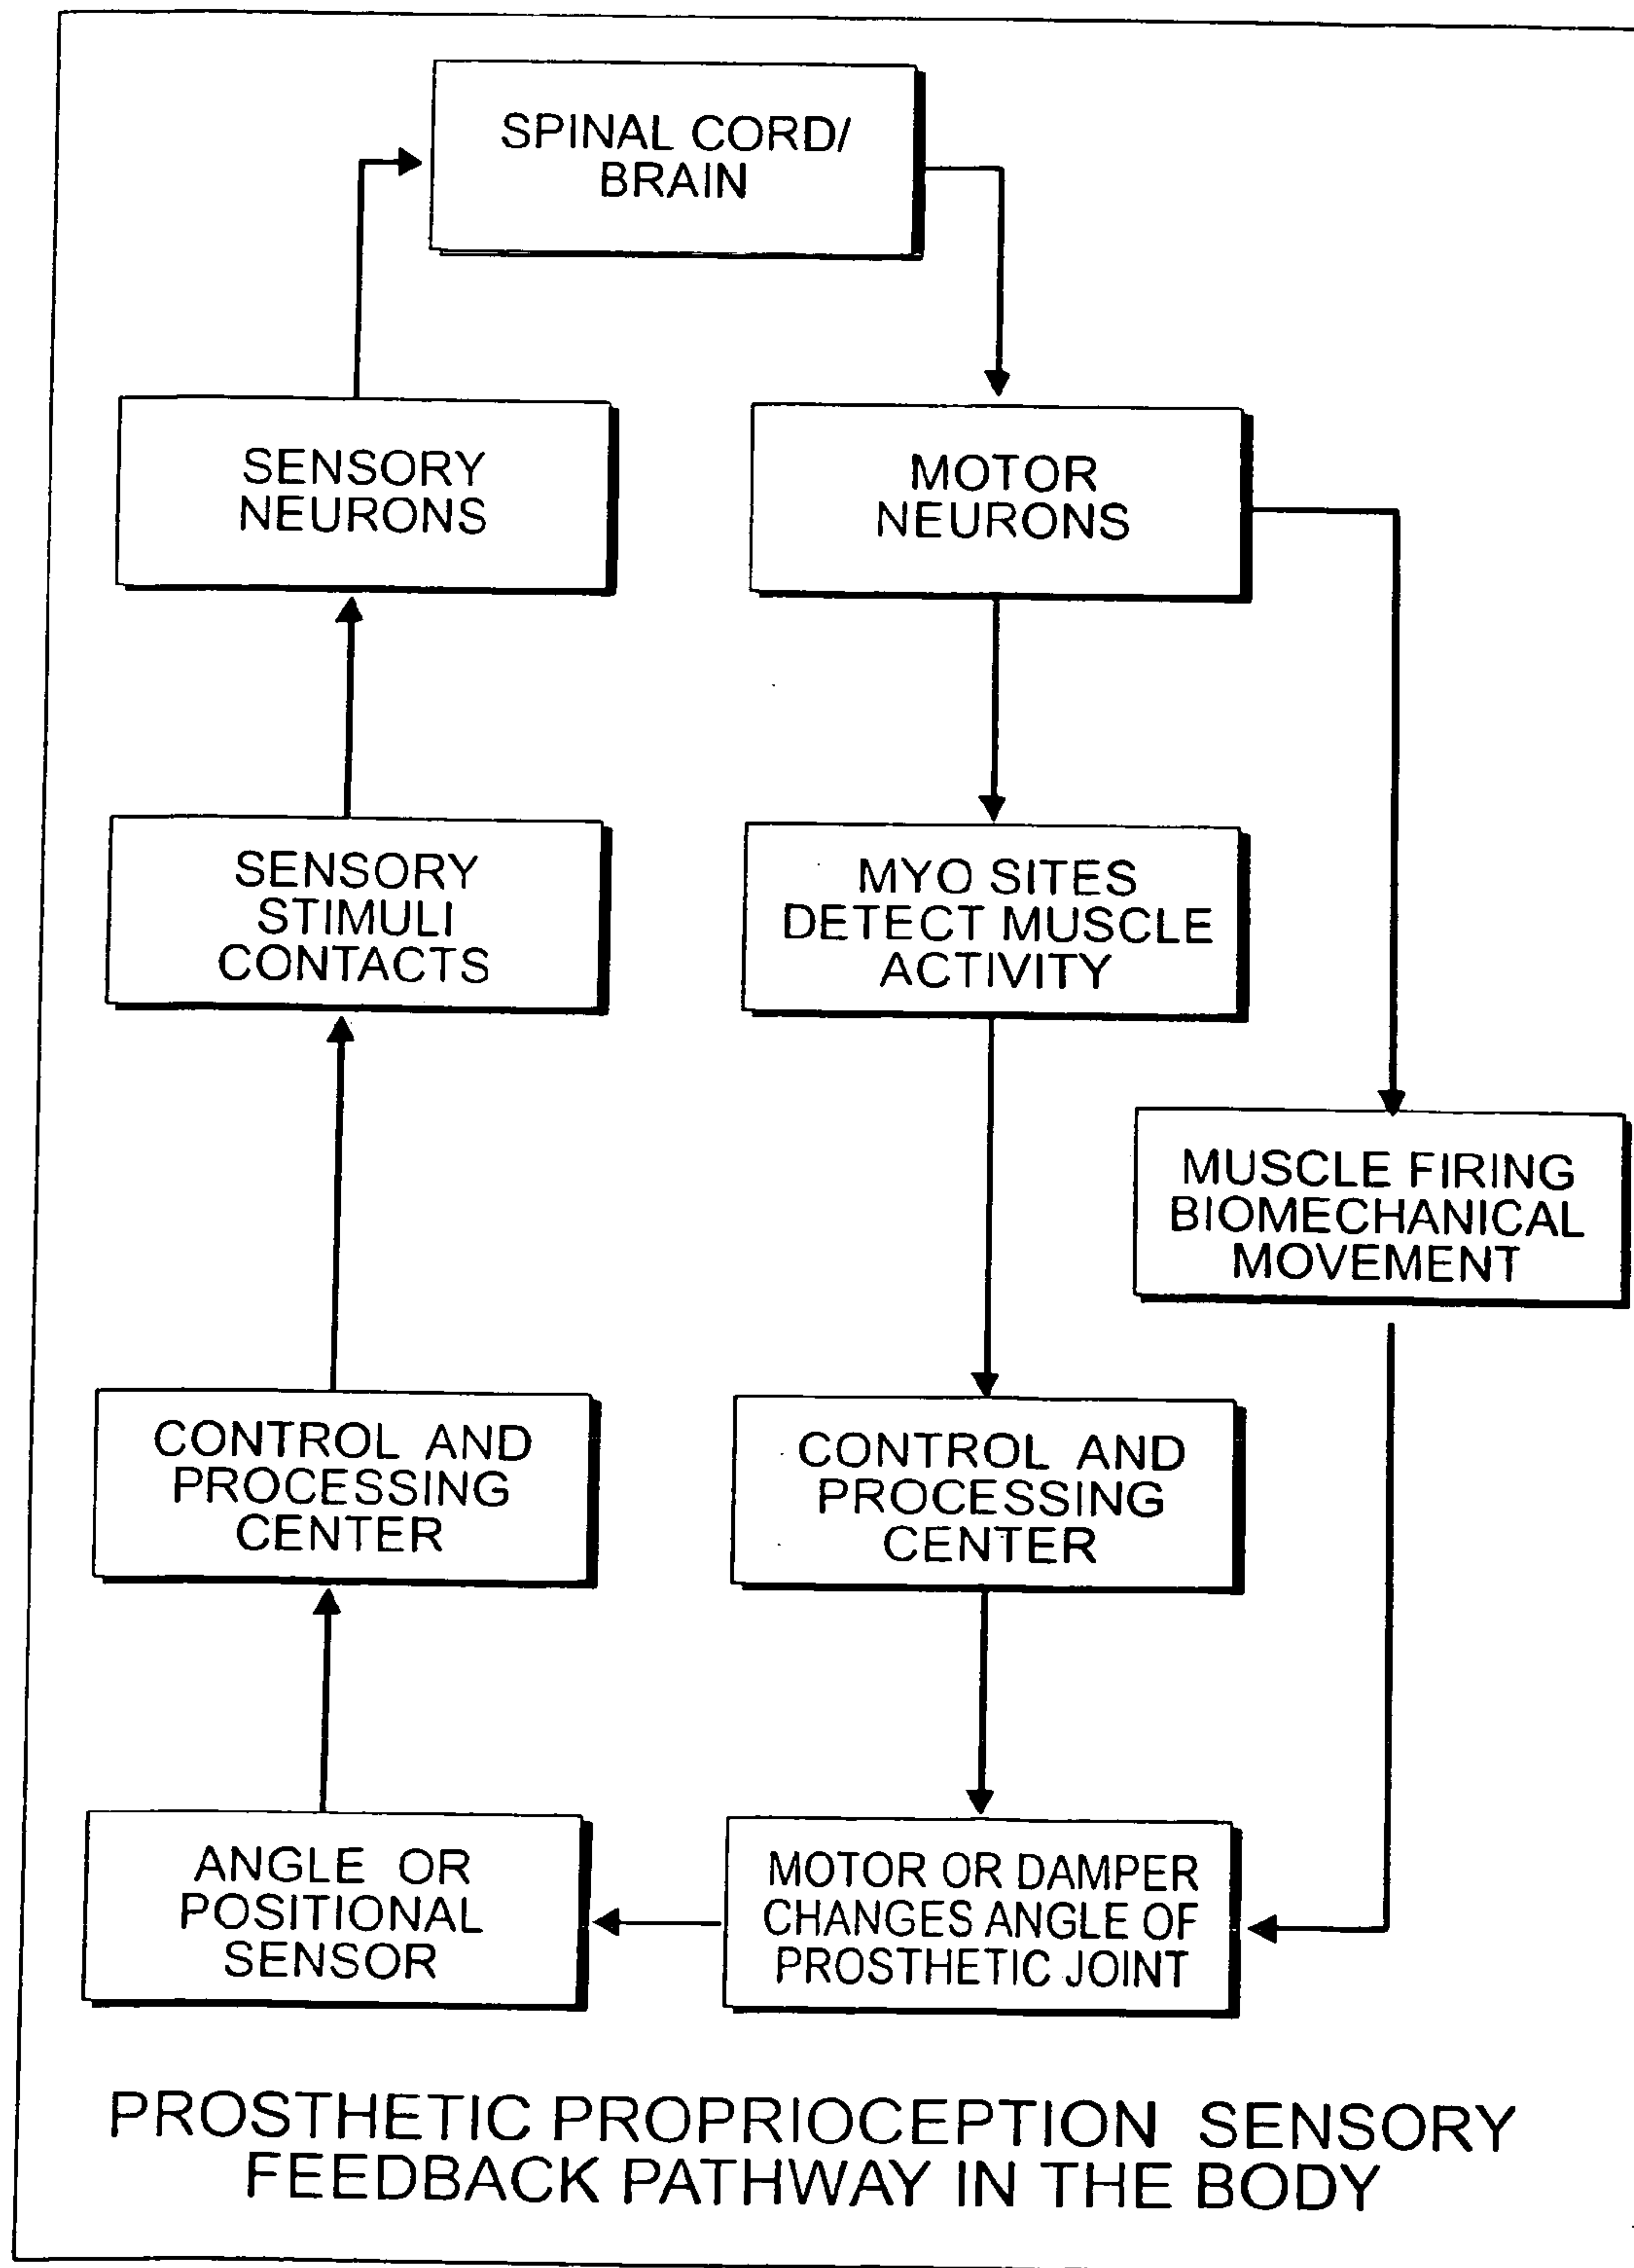 SPINAL CORD/
BRAIN
SENSORY
NEURONS
MOTOR
NEURONS
SENSORY
STIMULI
CONTACTS
MYO SITES
DETECT MUSCLE
ACTIVITY
MUSCLE FIRING
BIOMECHANICAL
MOVEMENT
CONTROL AND
PROCESSING
CENTER
CONTROL AND
PROCESSING
CENTER
ANGLE OR
POSITIONAL
SENSOR
MOTOR OR DAMPER
CHANGES ANGLE OF
PROSTHETIC JOINT
PROSTHETIC PROPRIOCEPTION SENSORY
FEEDBACK PATHWAY IN THE BODY